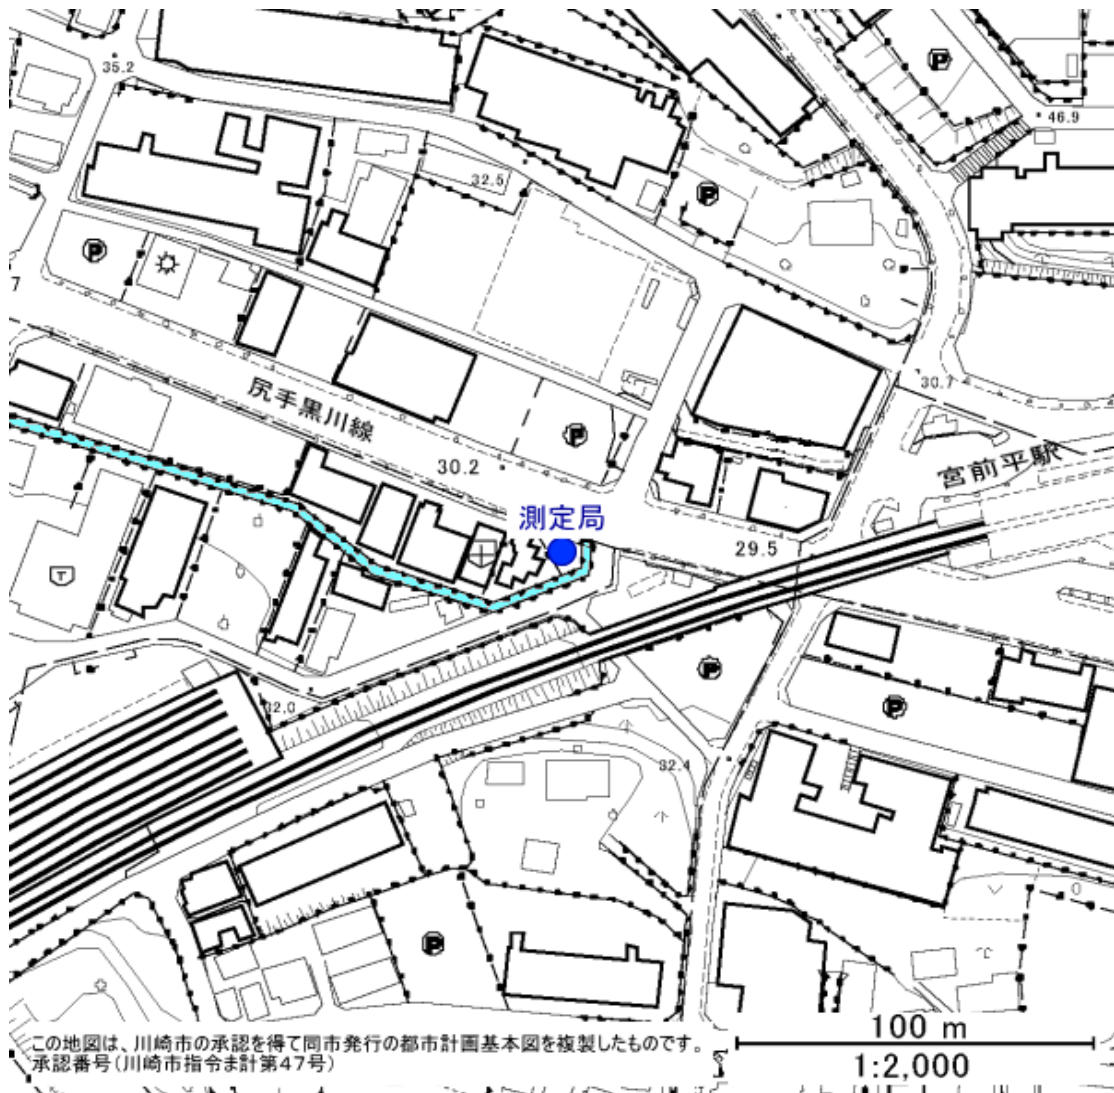 35.2
46.9
32.5
7
30.7
尻手黒川線
30.2
宮前平駅
測定局
29.5
32.0
32.4
100 m
1:2,000
この地図は、川崎市の承認を得て同市発行の都市計画基本図を複製したものです。
承認番号(川崎市指令ま計第47号)